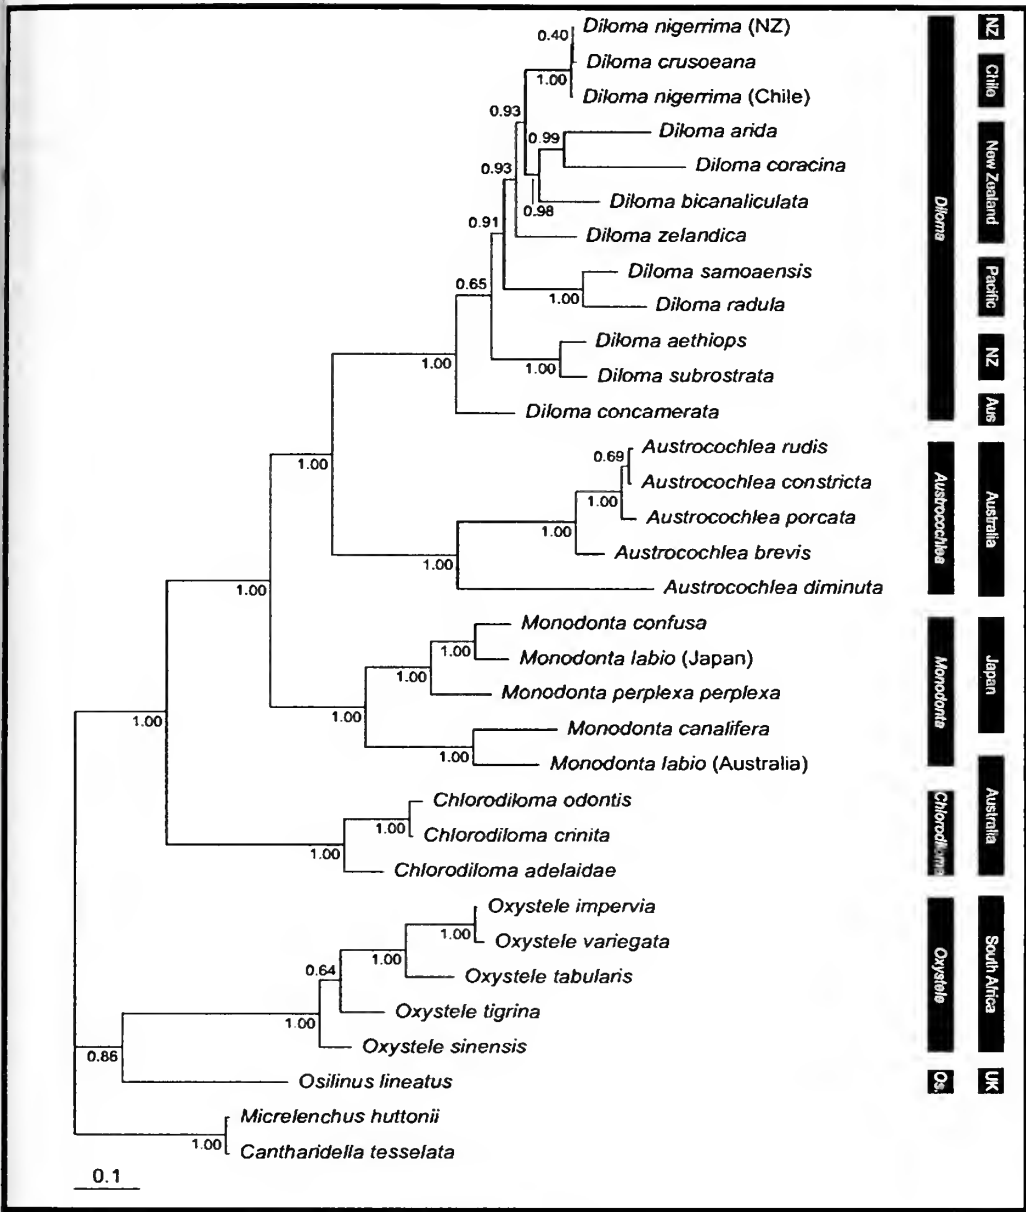 Diloma nigerrima (NZ)
0.40
Diloma crusoeana
1.00
Diloma nigerrima (Chile)
0.93
Diloma arida
0.99
Diloma coracina
0.93
Diloma bicanaliculata
0.98
0.91
Diloma zelandica
Diloma samoaensis
0.65
1.00
Diloma radula
Diloma aethiops
1.00
1.00
Diloma subrostrata
Diloma concamerata
Austrocochlea rudis
0.69
1.00
Austrocochlea constricta
1.00
Austrocochlea porcata
1.00
Austrocochlea brevis
1.00
Austrocochlea diminuta
1.00
Monodonta confusa
1.00
Monodonta labio (Japan)
1.00
Monodonta perplexa perplexa
1.00
1.00
Monodonta canalifera
1.00
Monodonta labio (Australia)
Chlorodiloma odontis
1.00
Chlorodiloma crinita
1.00
Chlorodiloma adelaidae
Oxystele impervia
1.00
Oxystele variegata
1.00
0.64
Oxystele tabularis
1.00
Oxystele tigrina
0.86
Oxystele sinensis
Osilinus lineatus
Micrelenchus huttonii
1.00
Cantharidella tesselata
0.1
Diloma
Austrocochlea
Monodonta
Chlorodiloma
Oxystele
Os.
NZ
Chile
New Zealand
Pacific
NZ
Aus
Australia
Japan
Australia
South Africa
UK